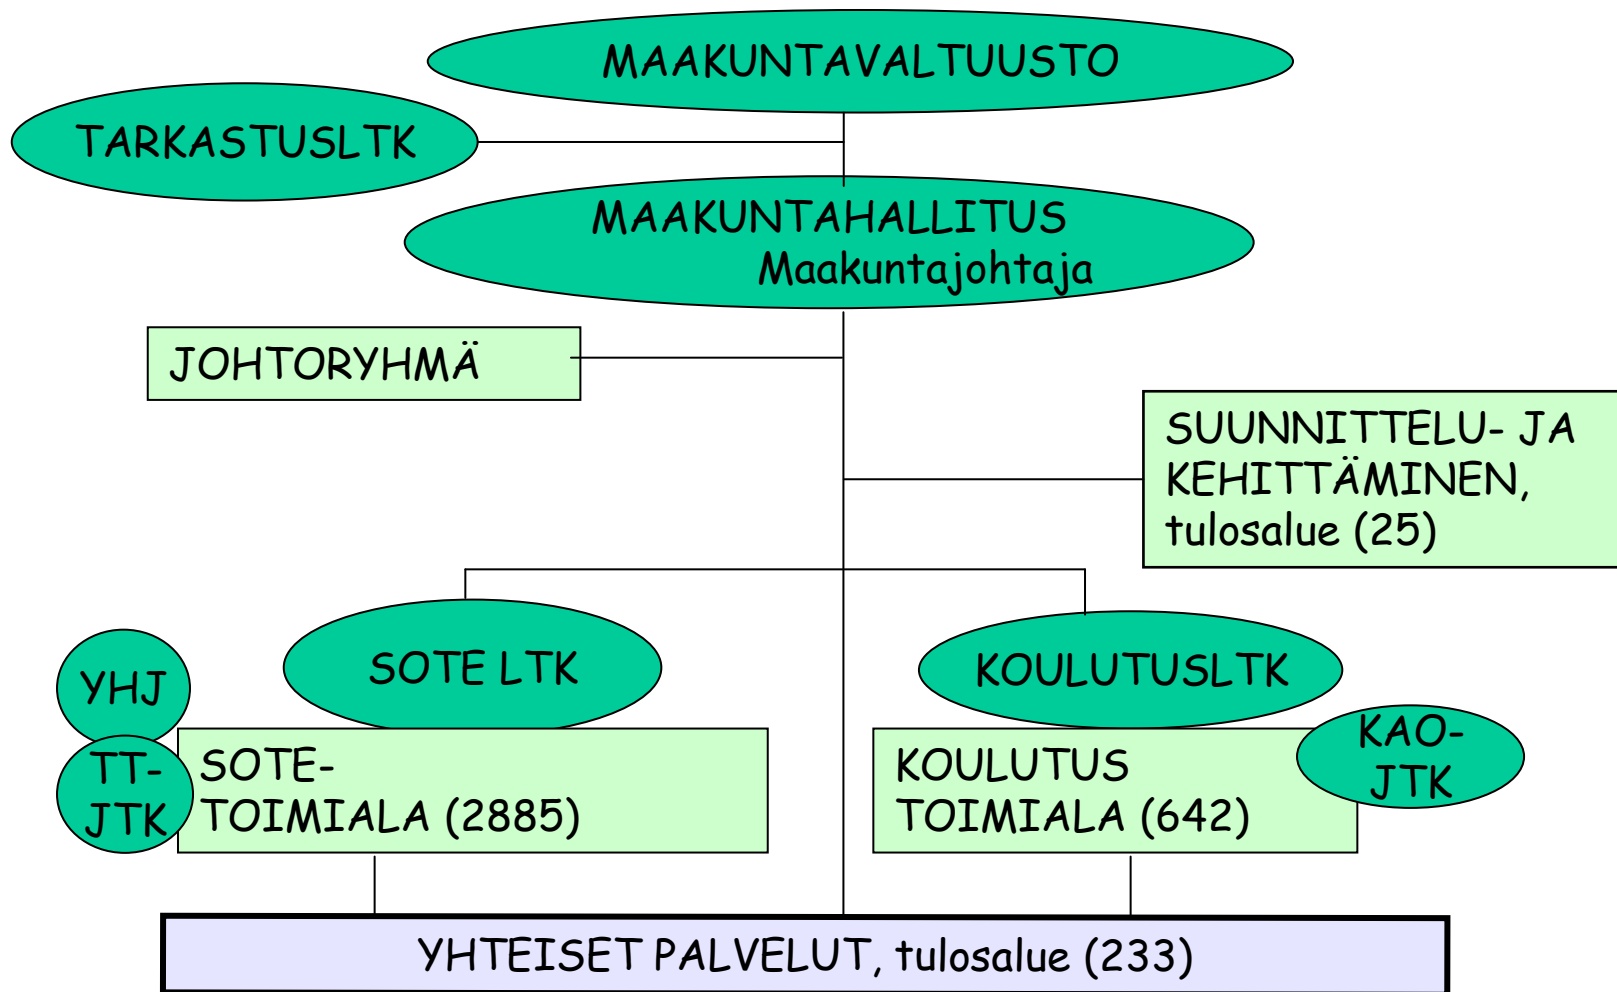 MAAKUNTAVALTUUSTO
TARKASTUSLTK
MAAKUNTAHALLITUS
Maakuntajohtaja
JOHTORYHMÄ
SUUNNITTELU- JA
KEHITTÄMINEN,
tulosalue (25)
YHJ
SOTE LTK
KOULUTUSLTK
TT-
JTK
SOTE-
TOIMIALA (2885)
KOULUTUS
TOIMIALA (642)
KAO-
JTK
YHTEISET PALVELUT, tulosalue (233)